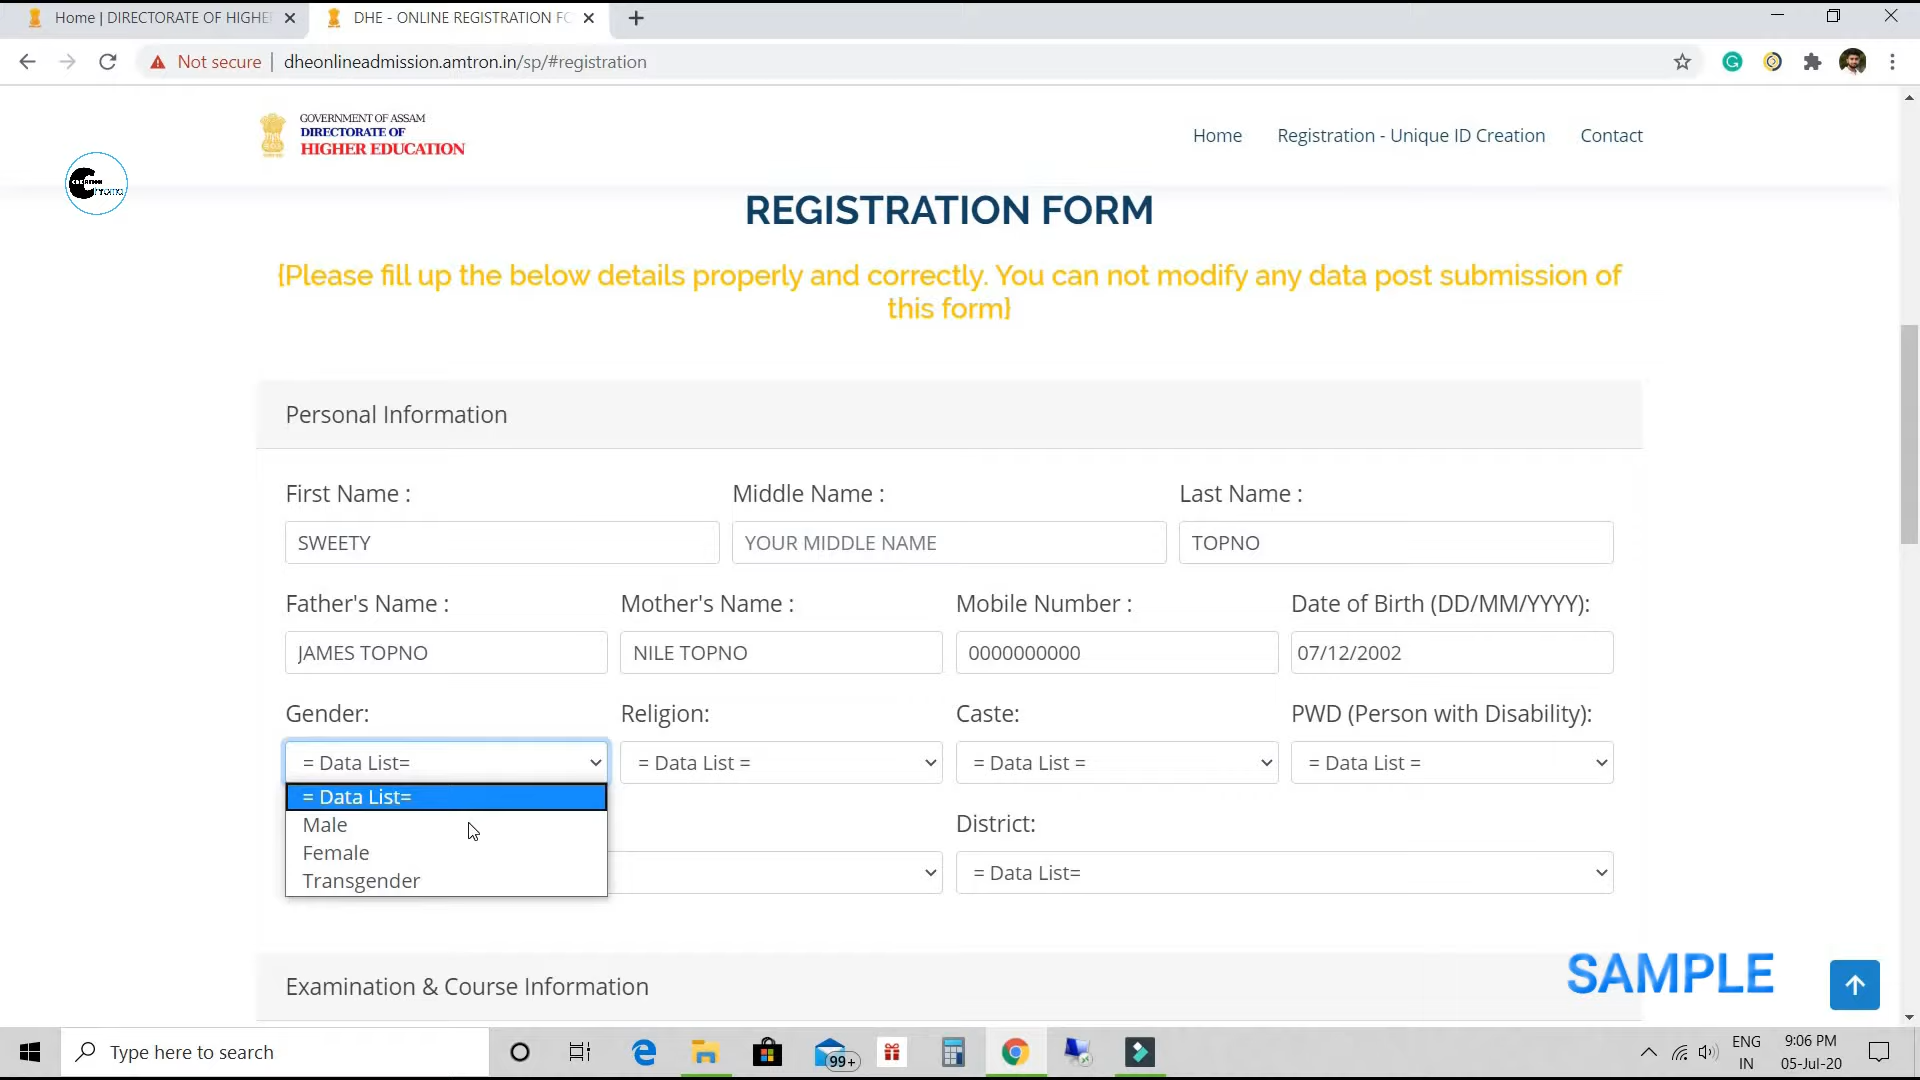 Home | DIRECTORATE OF HIGHE
DHE - ONLINE REGISTRATION FO
Not secure
dheonlineadmission.amtron.in/sp/#registration
GOVERNMENT OF ASSAM
DIRECTORATE OF
HIGHER EDUCATION
Home
Registration - Unique ID Creation
Contact
CREATION
Chroma
REGISTRATION FORM
{Please fill up the below details properly and correctly. You can not modify any data post submission of
this form}
Personal Information
First Name :
Middle Name :
Last Name :
SWEETY
YOUR MIDDLE NAME
TOPNO
Father's Name :
Mother's Name :
Mobile Number :
Date of Birth (DD/MM/YYYY):
JAMES TOPNO
NILE TOPNO
0000000000
07/12/2002
Gender:
Religion:
Caste:
PWD (Person with Disability):
= Data List=
= Data List =
= Data List =
= Data List =
= Data List=
Male
Female
Transgender
District:
= Data List=
Examination & Course Information
SAMPLE
Type here to search
99+
ENG
IN
9:06 PM
05-Jul-20